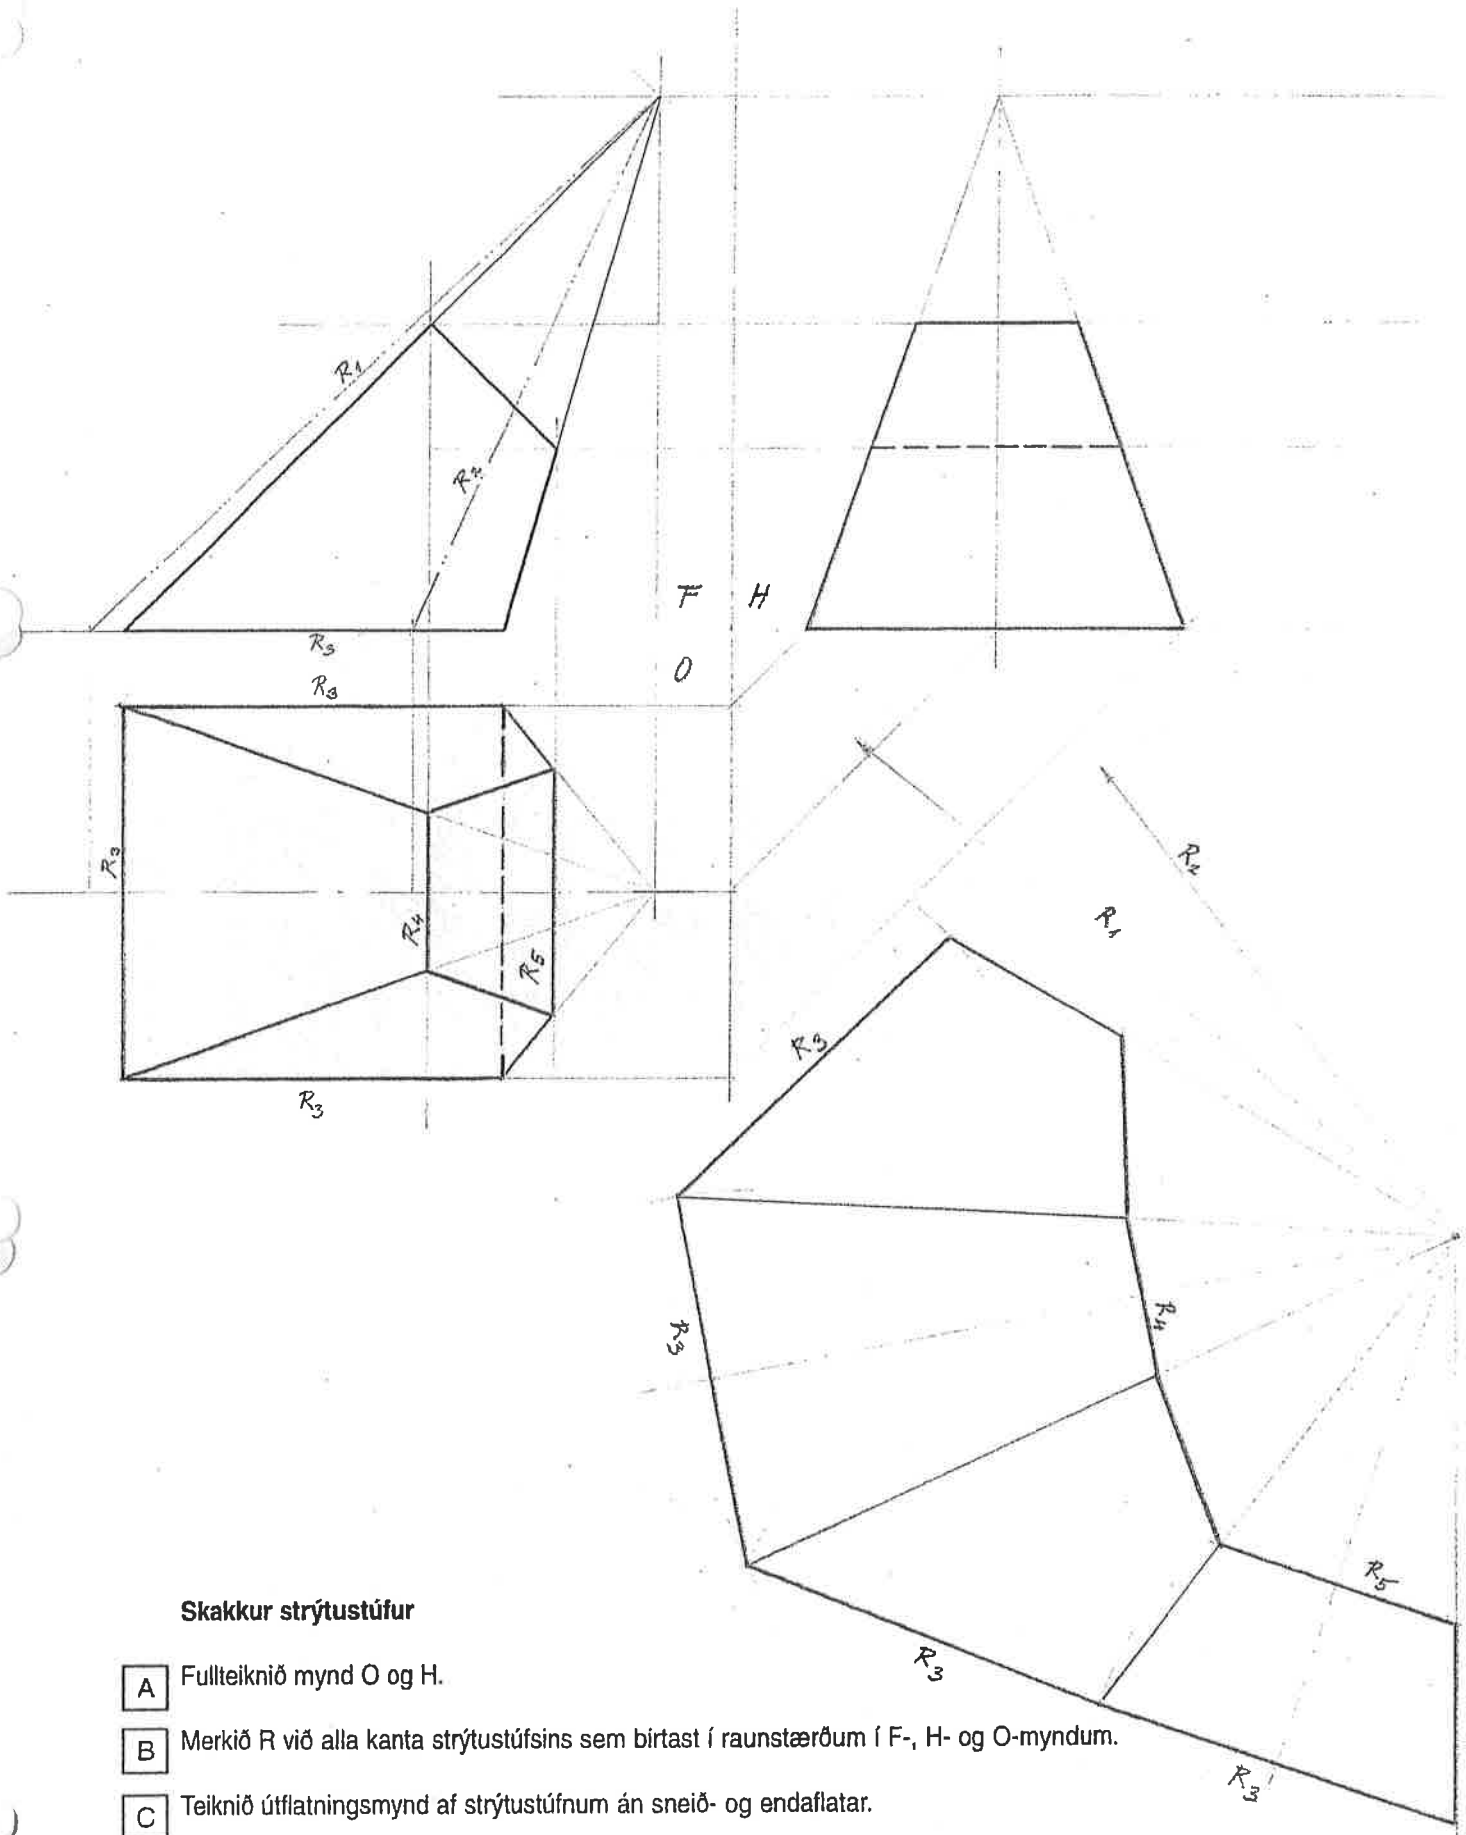 R1
R2
F H
R3
O
R3
R3
R4
R5
R3
R2
R1
R3
R3
R4
R5
R3
R3
Skakkur strýtustúfur
A Fullteiknið mynd O og H.
B Merkið R við alla kanta strýtustúfsins sem birtast í raunstærðum í F-, H- og O-myndum.
C Teiknið útflatningsmynd af strýtustúfnum án sneið- og endaflatar.